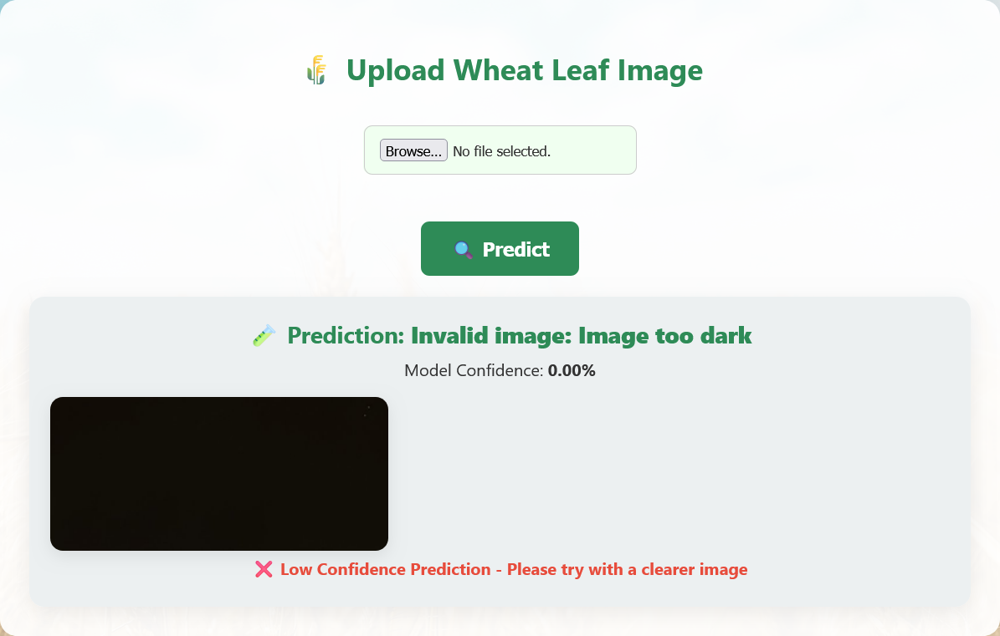 Upload Wheat Leaf Image
Browse... No file selected.
Predict
Prediction: Invalid image: Image too dark
Model Confidence: 0.00%
Low Confidence Prediction - Please try with a clearer image